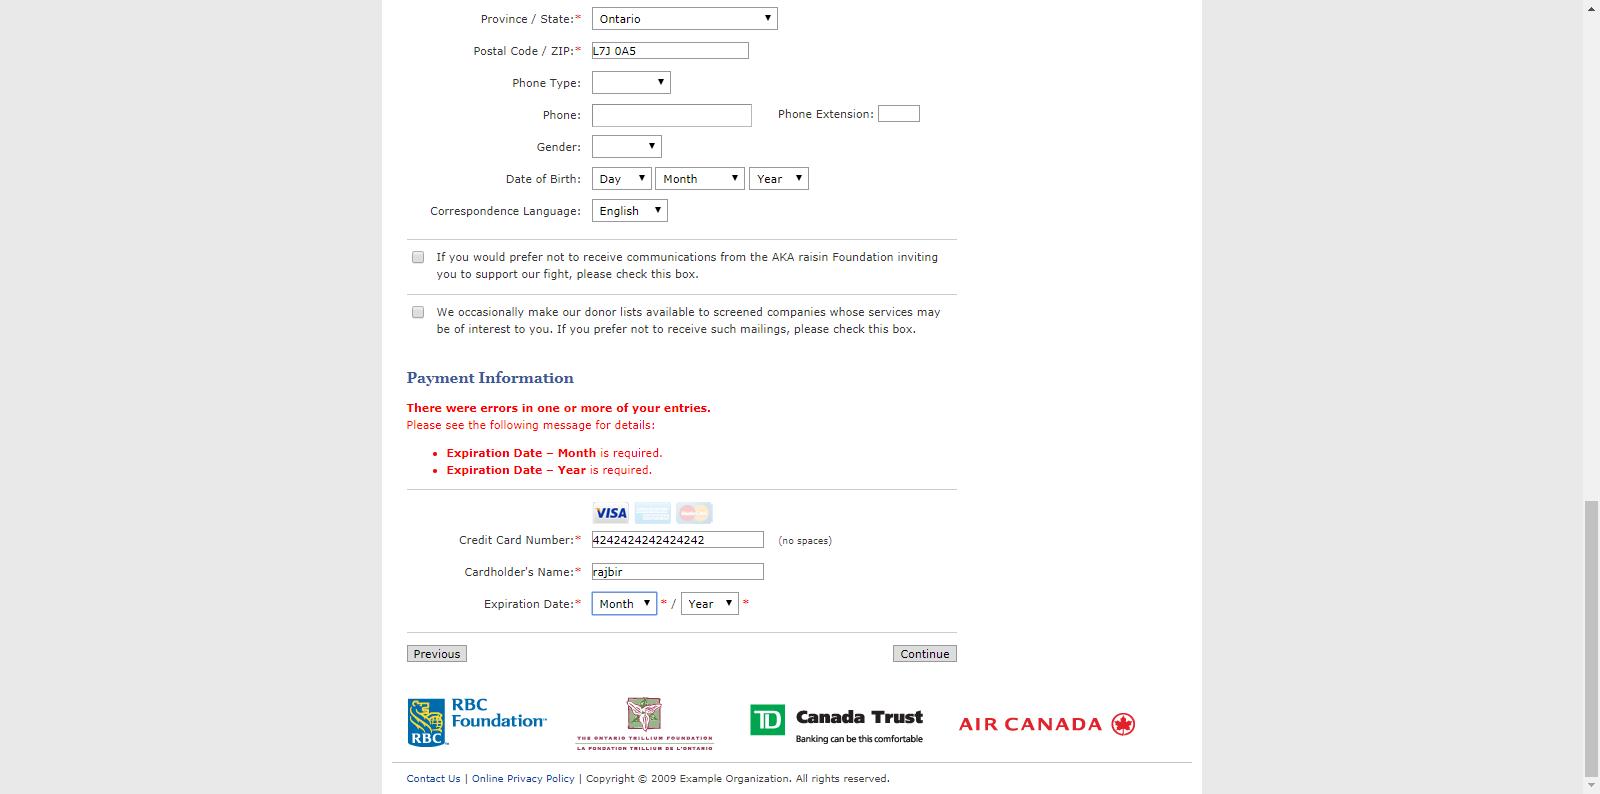 Province / State:* Ontario
Postal Code / ZIP:* L7J 0A5
Phone Type:
Phone: Phone Extension:
Gender:
Date of Birth: Day Month Year
Correspondence Language: English
If you would prefer not to receive communications from the AKA raisin Foundation inviting
you to support our fight, please check this box.
We occasionally make our donor lists available to screened companies whose services may
be of interest to you. If you prefer not to receive such mailings, please check this box.
Payment Information
There were errors in one or more of your entries.
Please see the following message for details:
• Expiration Date – Month is required.
• Expiration Date – Year is required.
VISA MasterCard
Credit Card Number:* 4242424242424242 (no spaces)
Cardholder's Name:* rajbir
Expiration Date:* Month * / Year *
Previous Continue
RBC
Foundation
RBC
THE ONTARIO TRILLIUM FOUNDATION
LA FONDATION TRILLIUM DE L'ONTARIO
TD Canada Trust
Banking can be this comfortable
AIR CANADA
Contact Us | Online Privacy Policy | Copyright © 2009 Example Organization. All rights reserved.